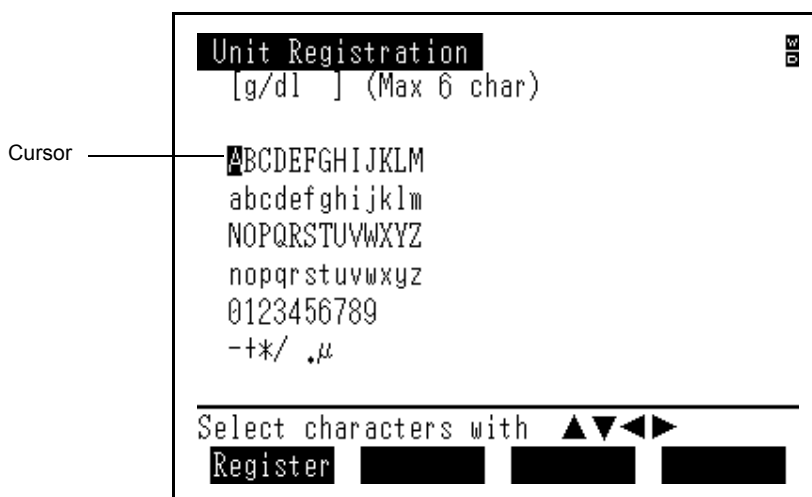 Unit Registration
W
D
[g/dl  ] (Max 6 char)
Cursor
ABCDEFGHIJKLM
abcdefghijklm
NOPQRSTUVWXYZ
nopqrstuvwxyz
0123456789
-+*/ .μ
Select characters with ▲▼◀▶
Register